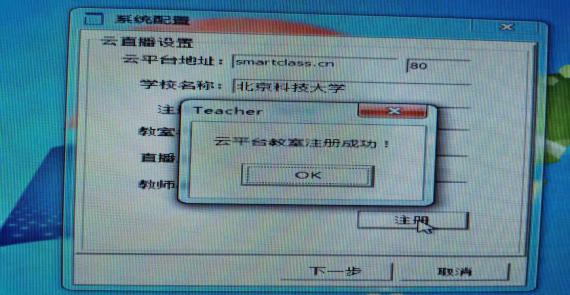 系统配置
云直播设置
云平台地址： smartclass.cn 80
学校名称： 北京科技大学
注
Teacher
教室
云平台教室注册成功！
直播
OK
教师
注册
下一步 取消